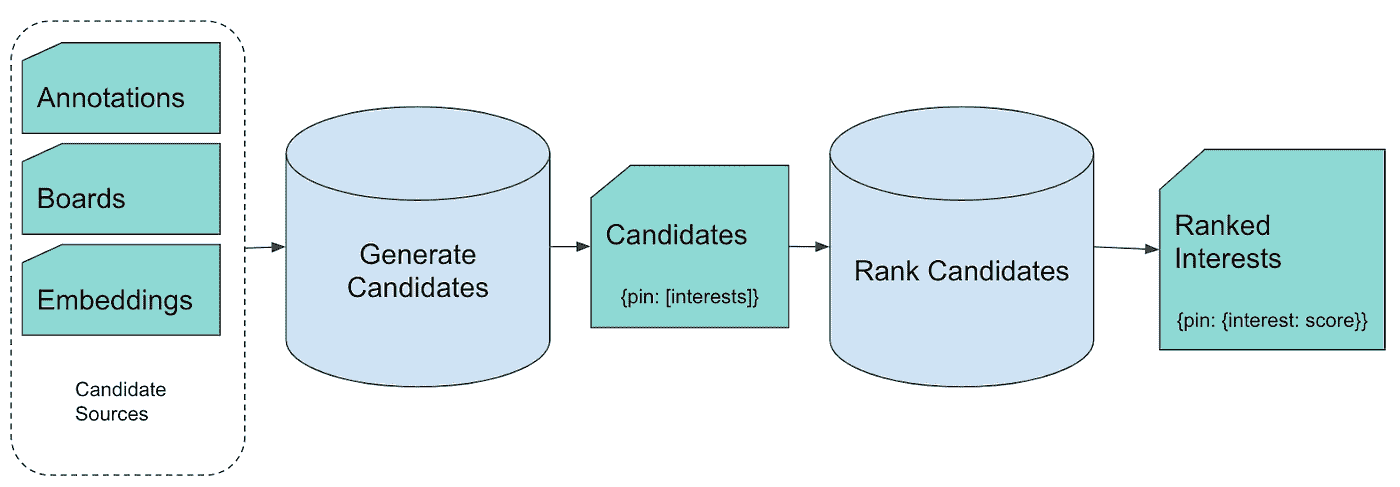 Annotations
Boards
Embeddings
Candidate
Sources
Generate
Candidates
Candidates
{pin: [interests]}
Rank Candidates
Ranked
Interests
{pin: {interest: score}}